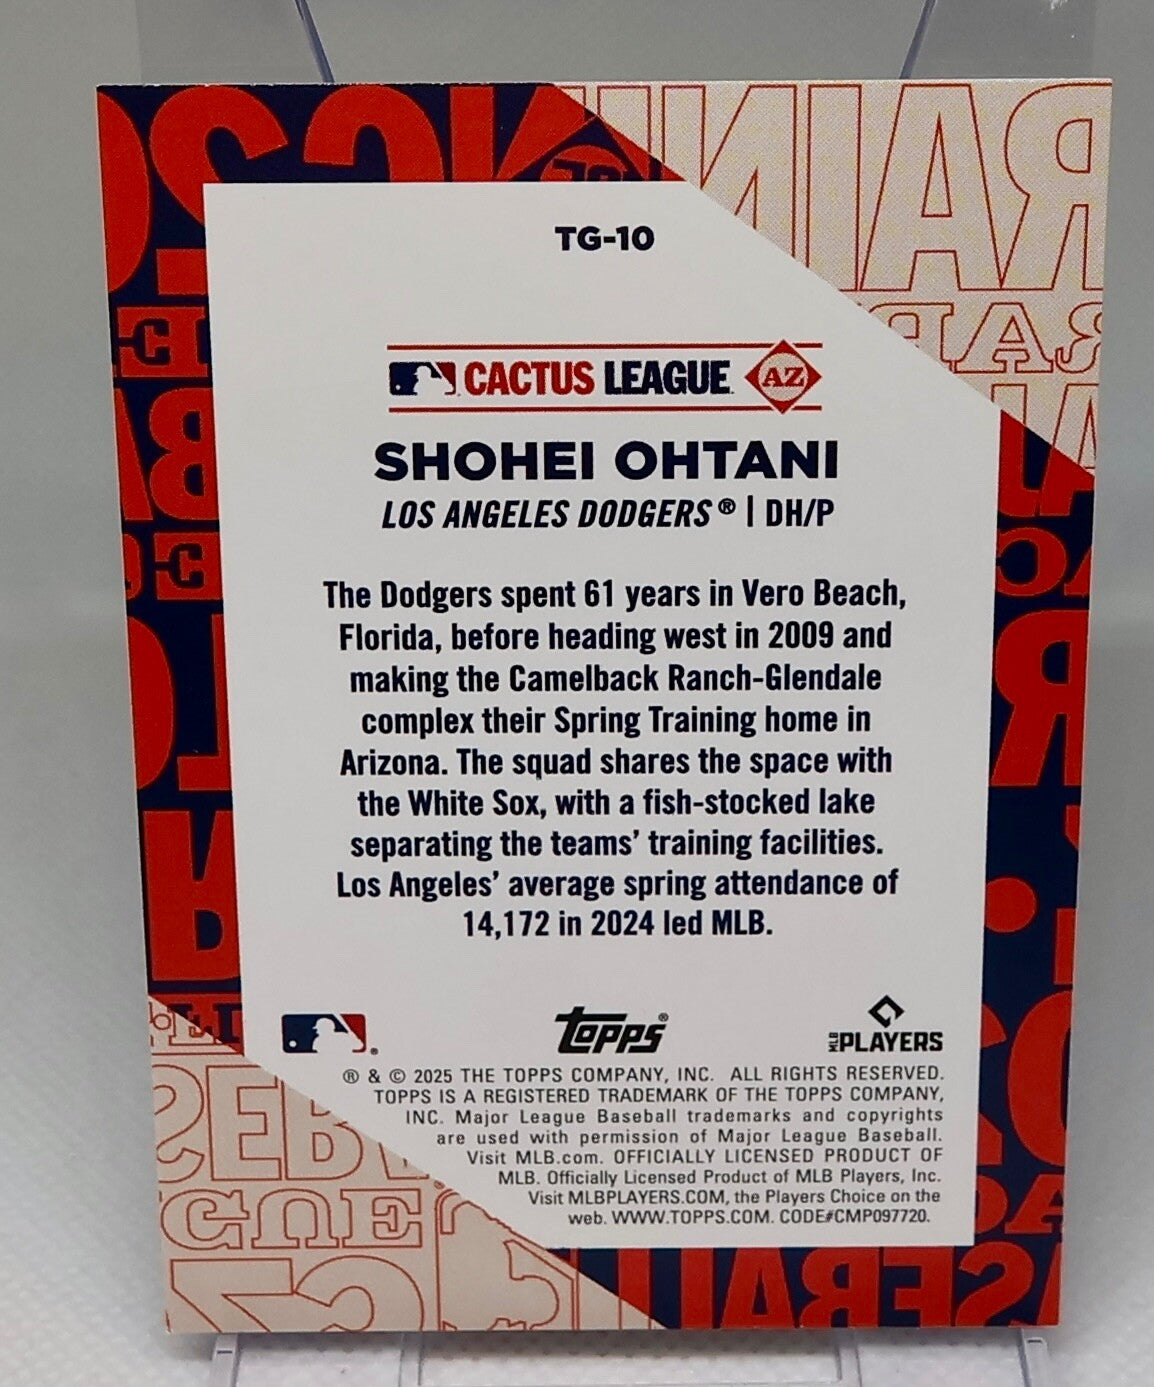 TG-10
CACTUS LEAGUE AZ
SHOHEI OHTANI
LOS ANGELES DODGERS® | DH/P
The Dodgers spent 61 years in Vero Beach,
Florida, before heading west in 2009 and
making the Camelback Ranch-Glendale
complex their Spring Training home in
Arizona. The squad shares the space with
the White Sox, with a fish-stocked lake
separating the teams’ training facilities.
Los Angeles’ average spring attendance of
14,172 in 2024 led MLB.
topps® MLB PLAYERS
® & © 2025 THE TOPPS COMPANY, INC. ALL RIGHTS RESERVED.
TOPPS IS A REGISTERED TRADEMARK OF THE TOPPS COMPANY,
INC. Major League Baseball trademarks and copyrights
are used with permission of Major League Baseball.
Visit MLB.com. OFFICIALLY LICENSED PRODUCT OF
MLB. Officially Licensed Product of MLB Players, Inc.
Visit MLBPLAYERS.COM, the Players Choice on the
web. WWW.TOPPS.COM. CODE#CMP097720.